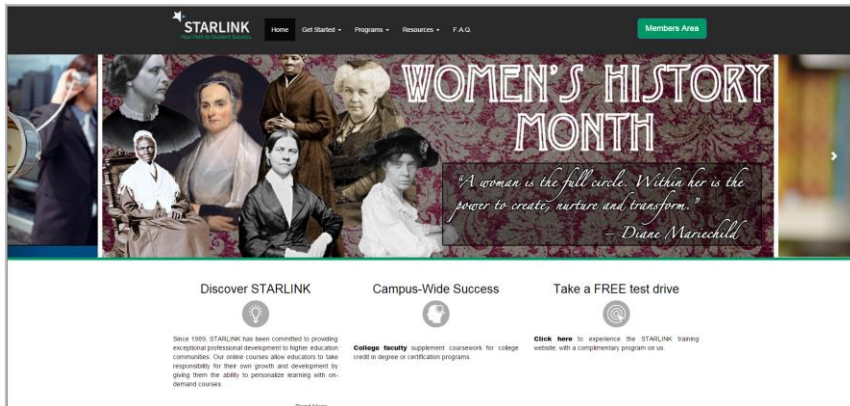 STARLINK
Your Path to Student Success
Home Get Started Programs Resources F.A.Q.
Members Area
WOMEN'S HISTORY
MONTH
"A woman is the full circle. Within her is the
power to create, nurture and transform."
– Diane Mariechild
Discover STARLINK
Since 1989, STARLINK has been committed to providing
exceptional professional development to higher education
communities. Our online courses allow educators to take
responsibility for their own growth and development by
giving them the ability to personalize learning with on-
demand courses.
Read More
Campus-Wide Success
College faculty supplement coursework for college
credit in degree or certification programs.
Take a FREE test drive
Click here to experience the STARLINK training
website, with a complimentary program on us.